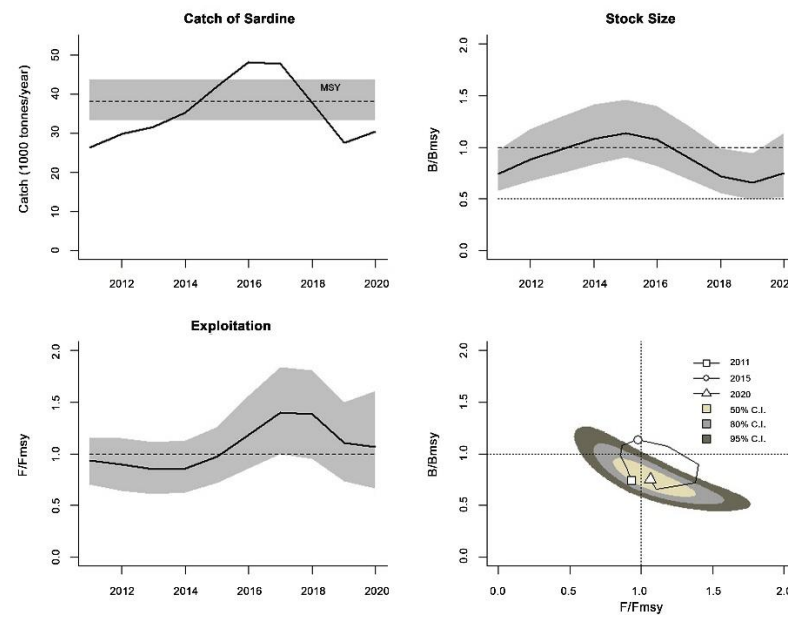 Catch of Sardine
Catch (1000 tonnes/year)
50
40
30
20
10
0
MSY
2012 2014 2016 2018 2020
Stock Size
B/Bmsy
2.0
1.5
1.0
0.5
0.0
2012 2014 2016 2018 202
Exploitation
F/Fmsy
2.0
1.5
1.0
0.5
0.0
2012 2014 2016 2018 2020
B/Bmsy
2.0
1.5
1.0
0.5
0.0
2011
2015
2020
50% C.I.
80% C.I.
95% C.I.
0.0 0.5 1.0 1.5 2.0
F/Fmsy